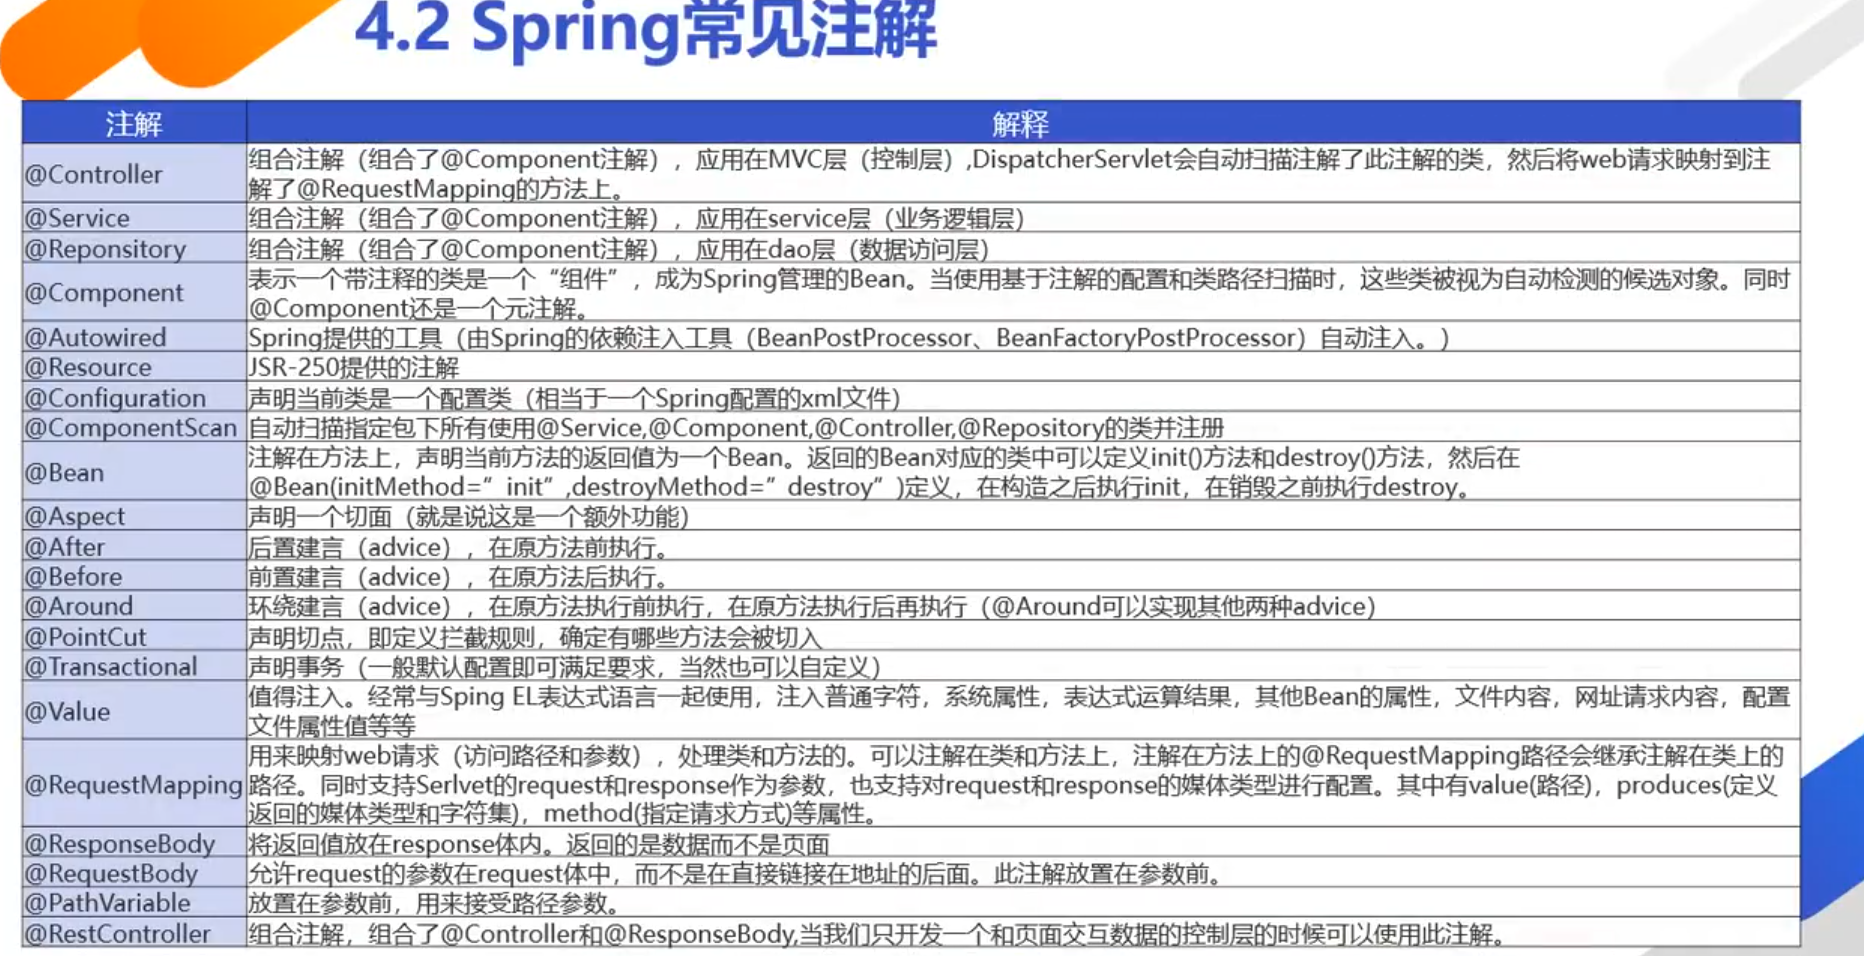 4.2 Spring常见注解
注解 解释
@Controller 组合注解（组合了@Component注解），应用在MVC层（控制层）,DispatcherServlet会自动扫描注解了此注解的类，然后将web请求映射到注
解了@RequestMapping的方法上。
@Service 组合注解（组合了@Component注解），应用在service层（业务逻辑层）
@Reponsitory 组合注解（组合了@Component注解），应用在dao层（数据访问层）
@Component 表示一个带注释的类是一个“组件”，成为Spring管理的Bean。当使用基于注解的配置和类路径扫描时，这些类被视为自动检测的候选对象。同时
@Component还是一个元注解。
@Autowired Spring提供的工具（由Spring的依赖注入工具（BeanPostProcessor、BeanFactoryPostProcessor）自动注入。）
@Resource JSR-250提供的注解
@Configuration 声明当前类是一个配置类（相当于一个Spring配置的xml文件）
@ComponentScan 自动扫描指定包下所有使用@Service,@Component,@Controller,@Repository的类并注册
@Bean 注解在方法上，声明当前方法的返回值为一个Bean。返回的Bean对应的类中可以定义init()方法和destroy()方法，然后在
@Bean(initMethod=”init”,destroyMethod=”destroy”)定义，在构造之后执行init，在销毁之前执行destroy。
@Aspect 声明一个切面（就是说这是一个额外功能）
@After 后置建言（advice），在原方法前执行。
@Before 前置建言（advice），在原方法后执行。
@Around 环绕建言（advice），在原方法执行前执行，在原方法执行后再执行（@Around可以实现其他两种advice）
@PointCut 声明切点，即定义拦截规则，确定有哪些方法会被切入
@Transactional 声明事务（一般默认配置即可满足要求，当然也可以自定义）
@Value 值得注入。经常与Sping EL表达式语言一起使用，注入普通字符，系统属性，表达式运算结果，其他Bean的属性，文件内容，网址请求内容，配置
文件属性值等等
@RequestMapping 用来映射web请求（访问路径和参数），处理类和方法的。可以注解在类和方法上，注解在方法上的@RequestMapping路径会继承注解在类上的
路径。同时支持Serlvet的request和response作为参数，也支持对request和response的媒体类型进行配置。其中有value(路径)，produces(定义
返回的媒体类型和字符集)，method(指定请求方式)等属性。
@ResponseBody 将返回值放在response体内。返回的是数据而不是页面
@RequestBody 允许request的参数在request体中，而不是在直接链接在地址的后面。此注解放置在参数前。
@PathVariable 放置在参数前，用来接受路径参数。
@RestController 组合注解，组合了@Controller和@ResponseBody,当我们只开发一个和页面交互数据的控制层的时候可以使用此注解。